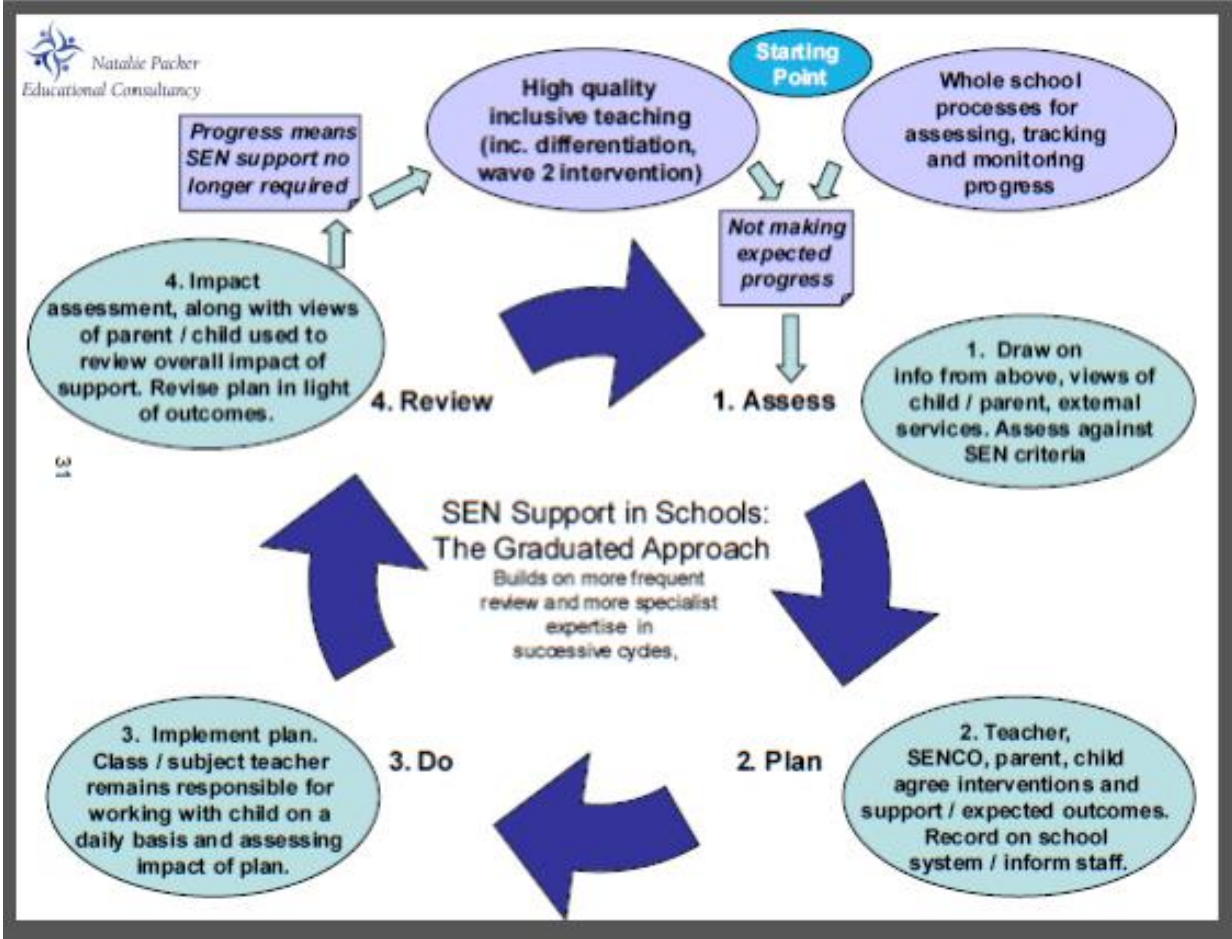 Natalie Packer
Educational Consultancy
Starting
Point
High quality
inclusive teaching
(inc. differentiation,
wave 2 intervention)
Whole school
processes for
assessing, tracking
and monitoring
progress
Progress means
SEN support no
longer required
Not making
expected
progress
4. Impact
assessment, along with views
of parent / child used to
review overall impact of
support. Revise plan in light
of outcomes.
4. Review
1. Assess
1. Draw on
info from above, views of
child / parent, external
services. Assess against
SEN criteria
31
SEN Support in Schools:
The Graduated Approach
Builds on more frequent
review and more specialist
expertise in
successive cycles,
3. Implement plan.
Class / subject teacher
remains responsible for
working with child on a
daily basis and assessing
impact of plan.
3. Do
2. Plan
2. Teacher,
SENCO, parent, child
agree interventions and
support / expected outcomes.
Record on school
system / inform staff.